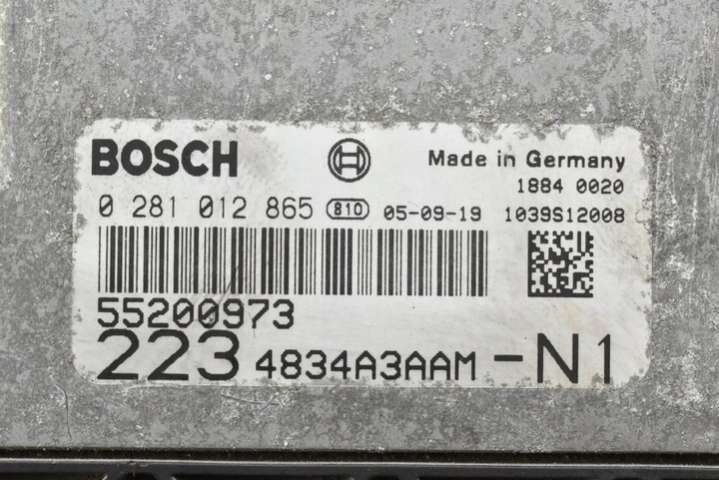 BOSCH Made in Germany
1884 0020
0 281 012 865 810 05-09-19 1039S12008
55200973
223 4834A3AAM -N1